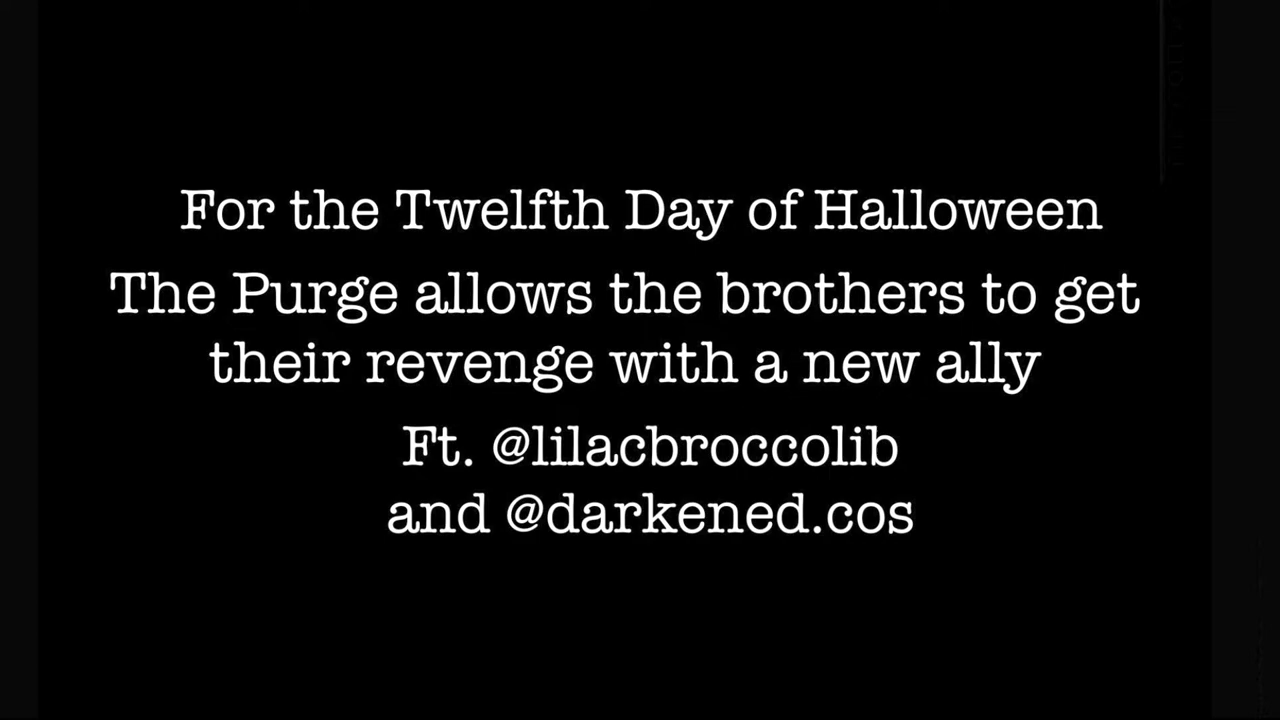 For the Twelfth Day of Halloween
The Purge allows the brothers to get
their revenge with a new ally
Ft. @lilacbroccolib
and @darkened.cos